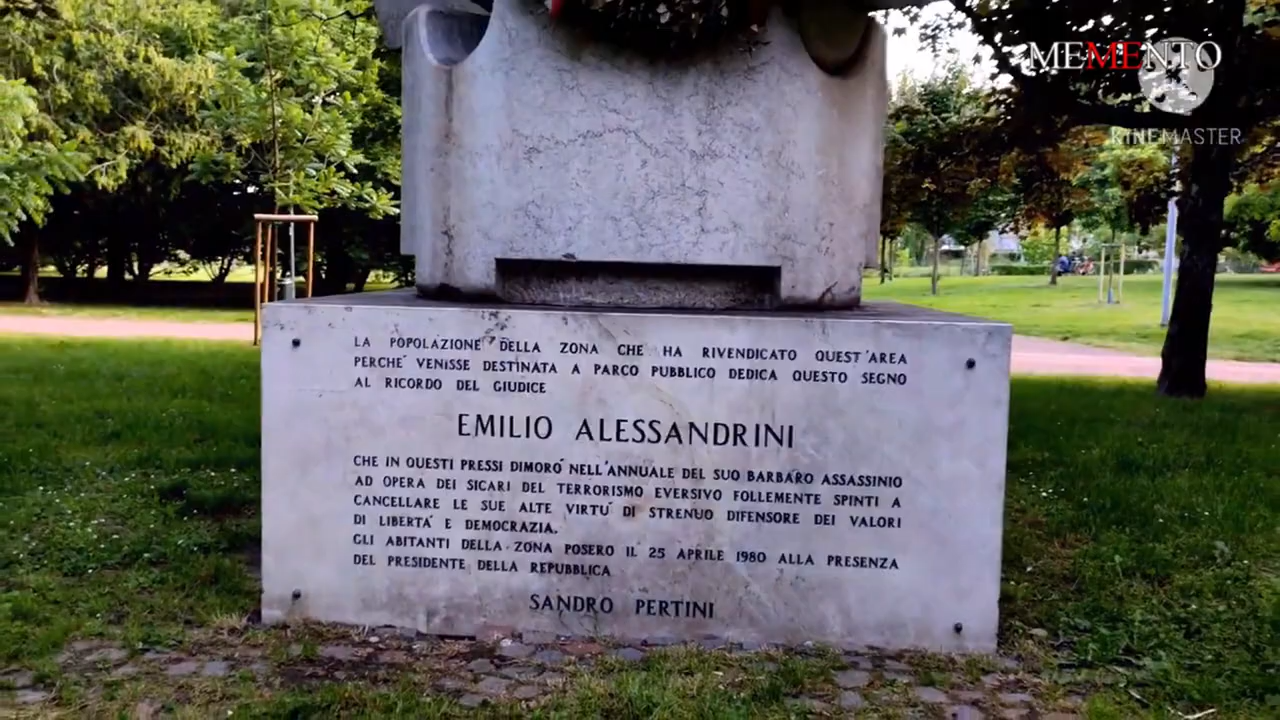 MEMENTO
KINEMASTER
LA POPOLAZIONE DELLA ZONA CHE HA RIVENDICATO QUEST'AREA
PERCHE' VENISSE DESTINATA A PARCO PUBBLICO DEDICA QUESTO SEGNO
AL RICORDO DEL GIUDICE
EMILIO ALESSANDRINI
CHE IN QUESTI PRESSI DIMORO' NELL'ANNUALE DEL SUO BARBARO ASSASSINIO
AD OPERA DEI SICARI DEL TERRORISMO EVERSIVO FOLLEMENTE SPINTI A
CANCELLARE LE SUE ALTE VIRTU' DI STRENUO DIFENSORE DEI VALORI
DI LIBERTA' E DEMOCRAZIA.
GLI ABITANTI DELLA ZONA POSERO IL 25 APRILE 1980 ALLA PRESENZA
DEL PRESIDENTE DELLA REPUBBLICA
SANDRO PERTINI